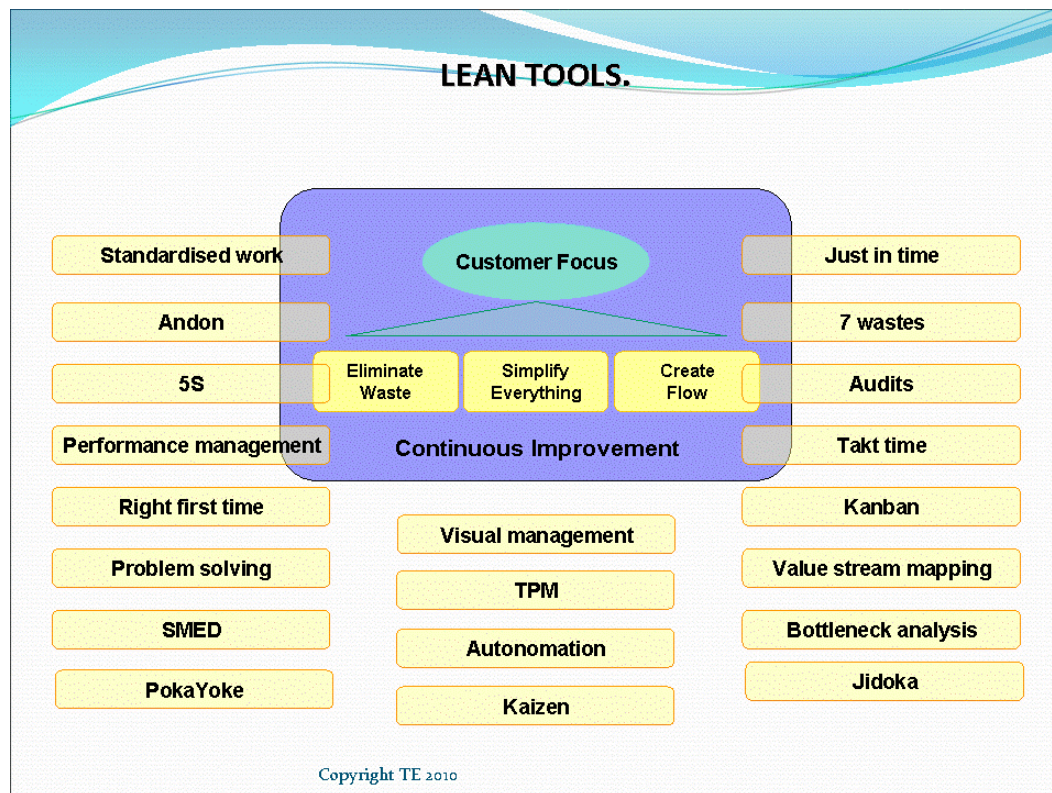 LEAN TOOLS.
Customer Focus
Eliminate
Waste
Simplify
Everything
Create
Flow
Continuous Improvement
Standardised work
Andon
5S
Performance management
Right first time
Problem solving
SMED
PokaYoke
Visual management
TPM
Autonomation
Kaizen
Just in time
7 wastes
Audits
Takt time
Kanban
Value stream mapping
Bottleneck analysis
Jidoka
Copyright TE 2010